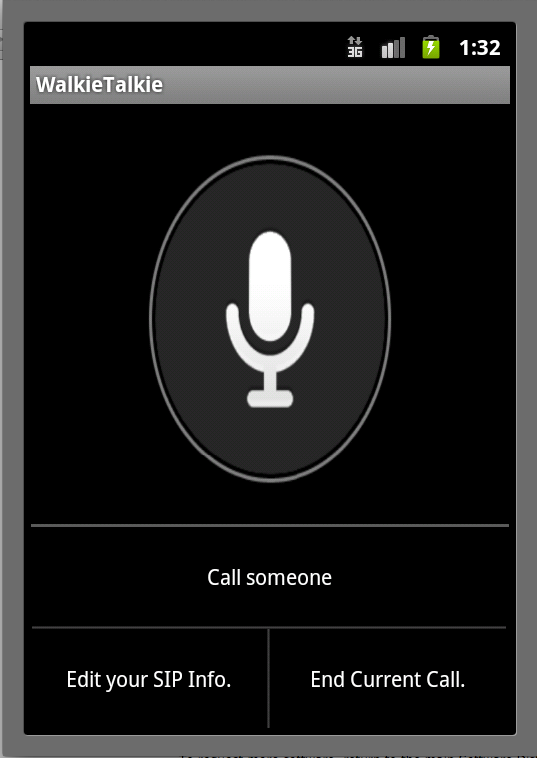 3G
1:32
WalkieTalkie
Call someone
Edit your SIP Info.
End Current Call.